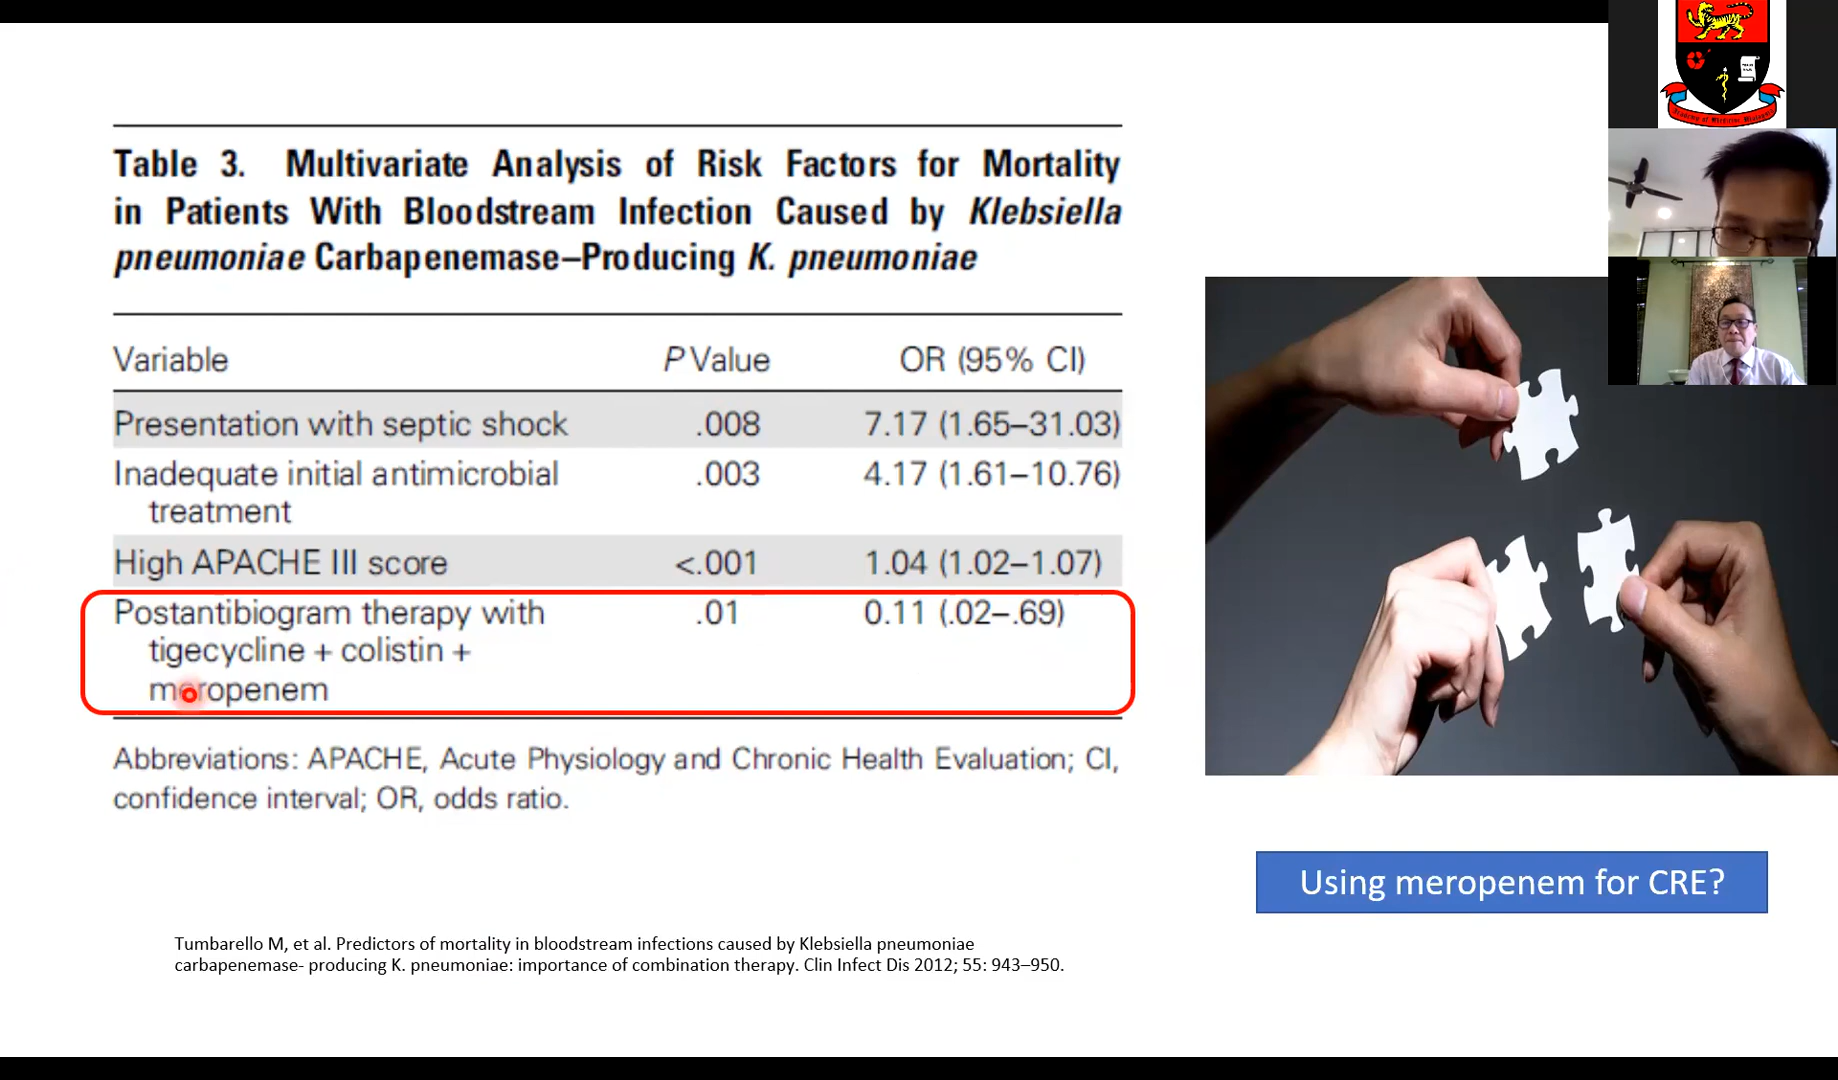 Table 3. Multivariate Analysis of Risk Factors for Mortality
in Patients With Bloodstream Infection Caused by Klebsiella
pneumoniae Carbapenemase–Producing K. pneumoniae
Variable P Value OR (95% CI)
Presentation with septic shock .008 7.17 (1.65–31.03)
Inadequate initial antimicrobial .003 4.17 (1.61–10.76)
treatment
High APACHE III score <.001 1.04 (1.02–1.07)
Postantibiogram therapy with .01 0.11 (.02–.69)
tigecycline + colistin +
meropenem
Abbreviations: APACHE, Acute Physiology and Chronic Health Evaluation; CI,
confidence interval; OR, odds ratio.
Using meropenem for CRE?
Tumbarello M, et al. Predictors of mortality in bloodstream infections caused by Klebsiella pneumoniae
carbapenemase- producing K. pneumoniae: importance of combination therapy. Clin Infect Dis 2012; 55: 943–950.
Academy of Medicine Malaysia